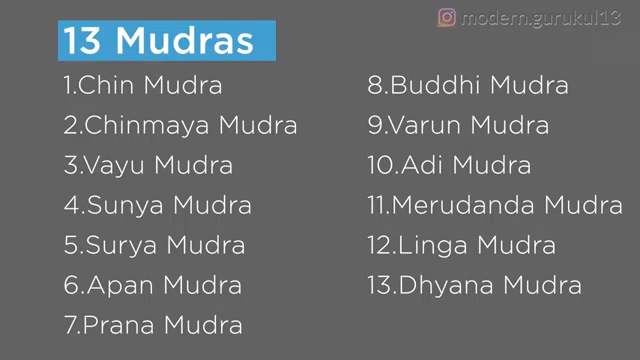 modern.gurukul13
13 Mudras
1.Chin Mudra
2.Chinmaya Mudra
3.Vayu Mudra
4.Sunya Mudra
5.Surya Mudra
6.Apan Mudra
7.Prana Mudra
8.Buddhi Mudra
9.Varun Mudra
10.Adi Mudra
11.Merudanda Mudra
12.Linga Mudra
13.Dhyana Mudra